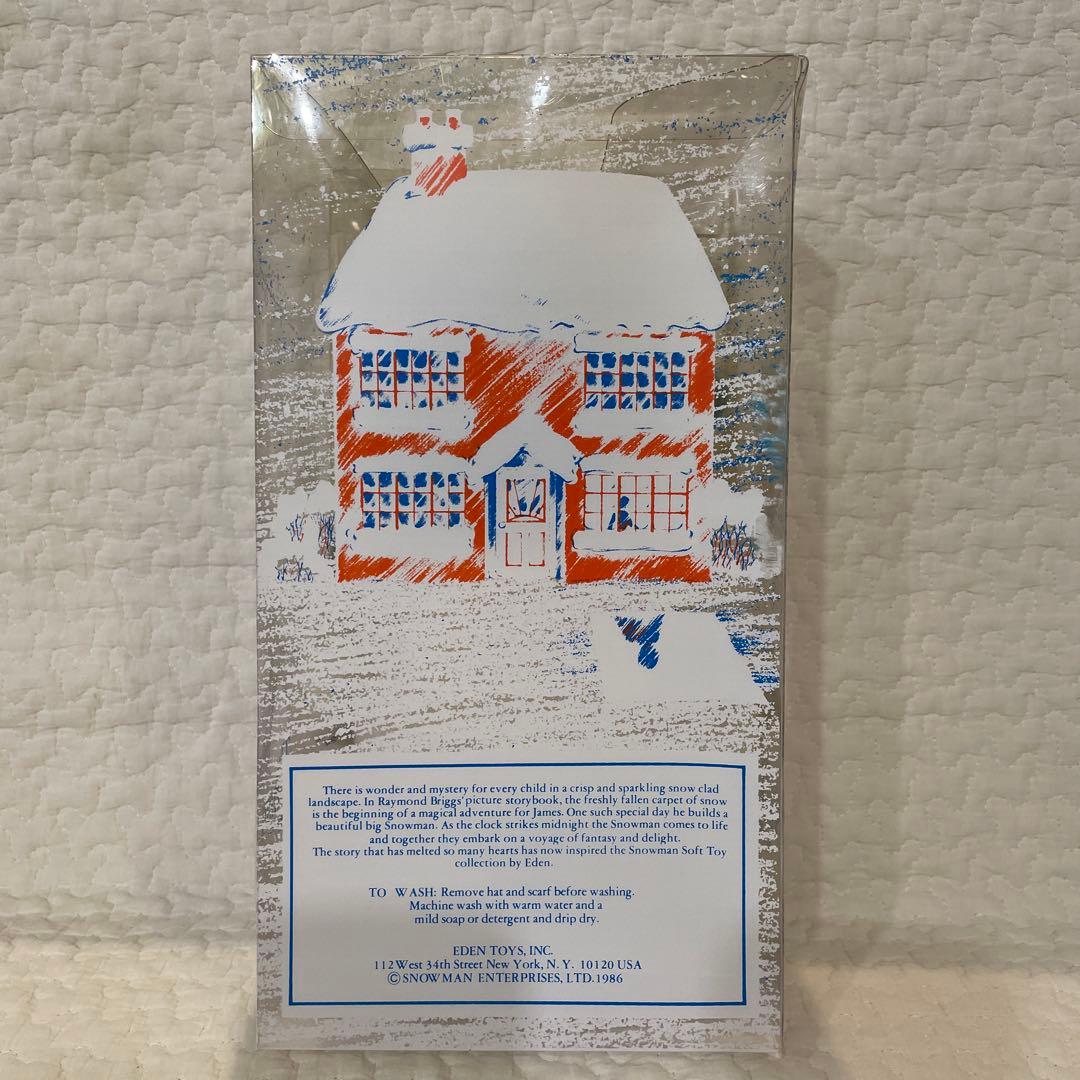 There is wonder and mystery for every child in a crisp and sparkling snow clad
landscape. In Raymond Briggs' picture storybook, the freshly fallen carpet of snow
is the beginning of a magical adventure for James. One such special day he builds a
beautiful big Snowman. As the clock strikes midnight the Snowman comes to life
and together they embark on a voyage of fantasy and delight.
The story that has melted so many hearts has now inspired the Snowman Soft Toy
collection by Eden.
TO WASH: Remove hat and scarf before washing.
Machine wash with warm water and a
mild soap or detergent and drip dry.
EDEN TOYS, INC.
112 West 34th Street New York, N. Y. 10120 USA
© SNOWMAN ENTERPRISES, LTD. 1986